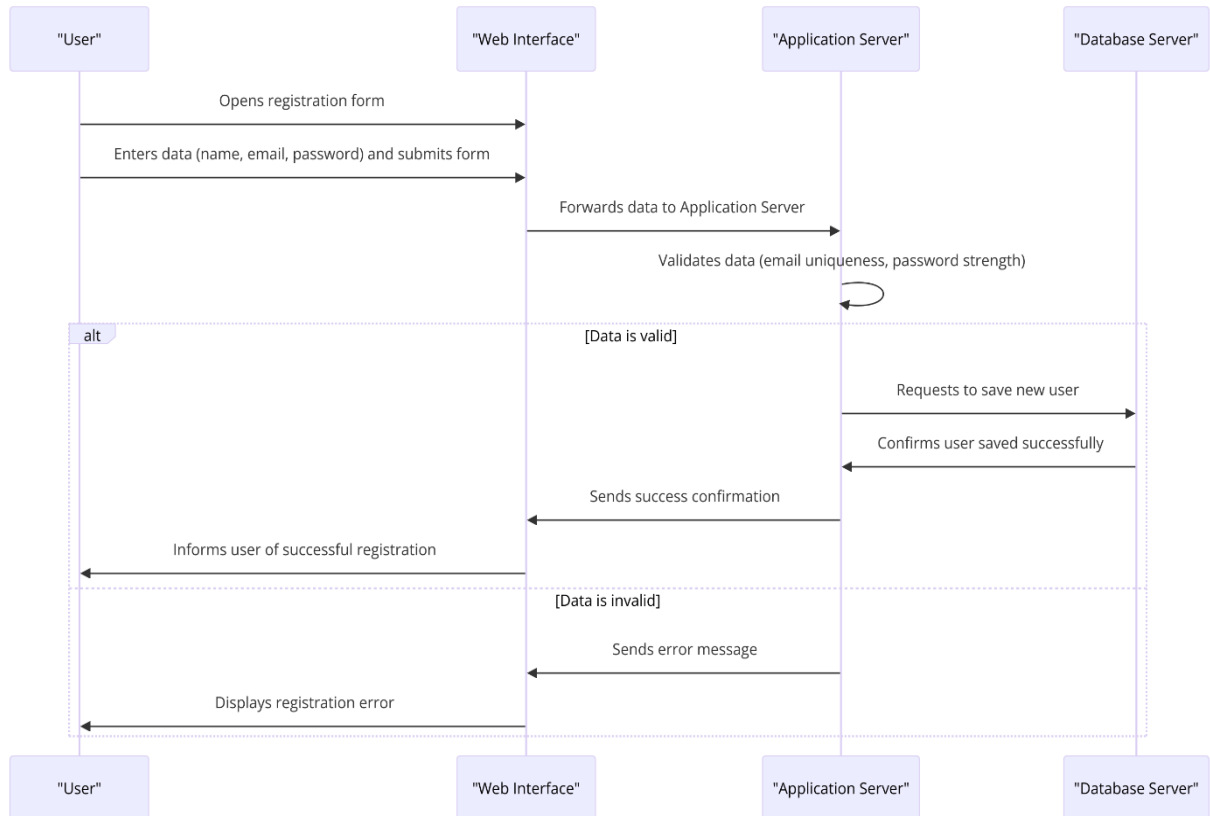 "User"
"Web Interface"
"Application Server"
"Database Server"
Opens registration form
Enters data (name, email, password) and submits form
Forwards data to Application Server
Validates data (email uniqueness, password strength)
alt
[Data is valid]
Requests to save new user
Confirms user saved successfully
Sends success confirmation
Informs user of successful registration
[Data is invalid]
Sends error message
Displays registration error
"User"
"Web Interface"
"Application Server"
"Database Server"